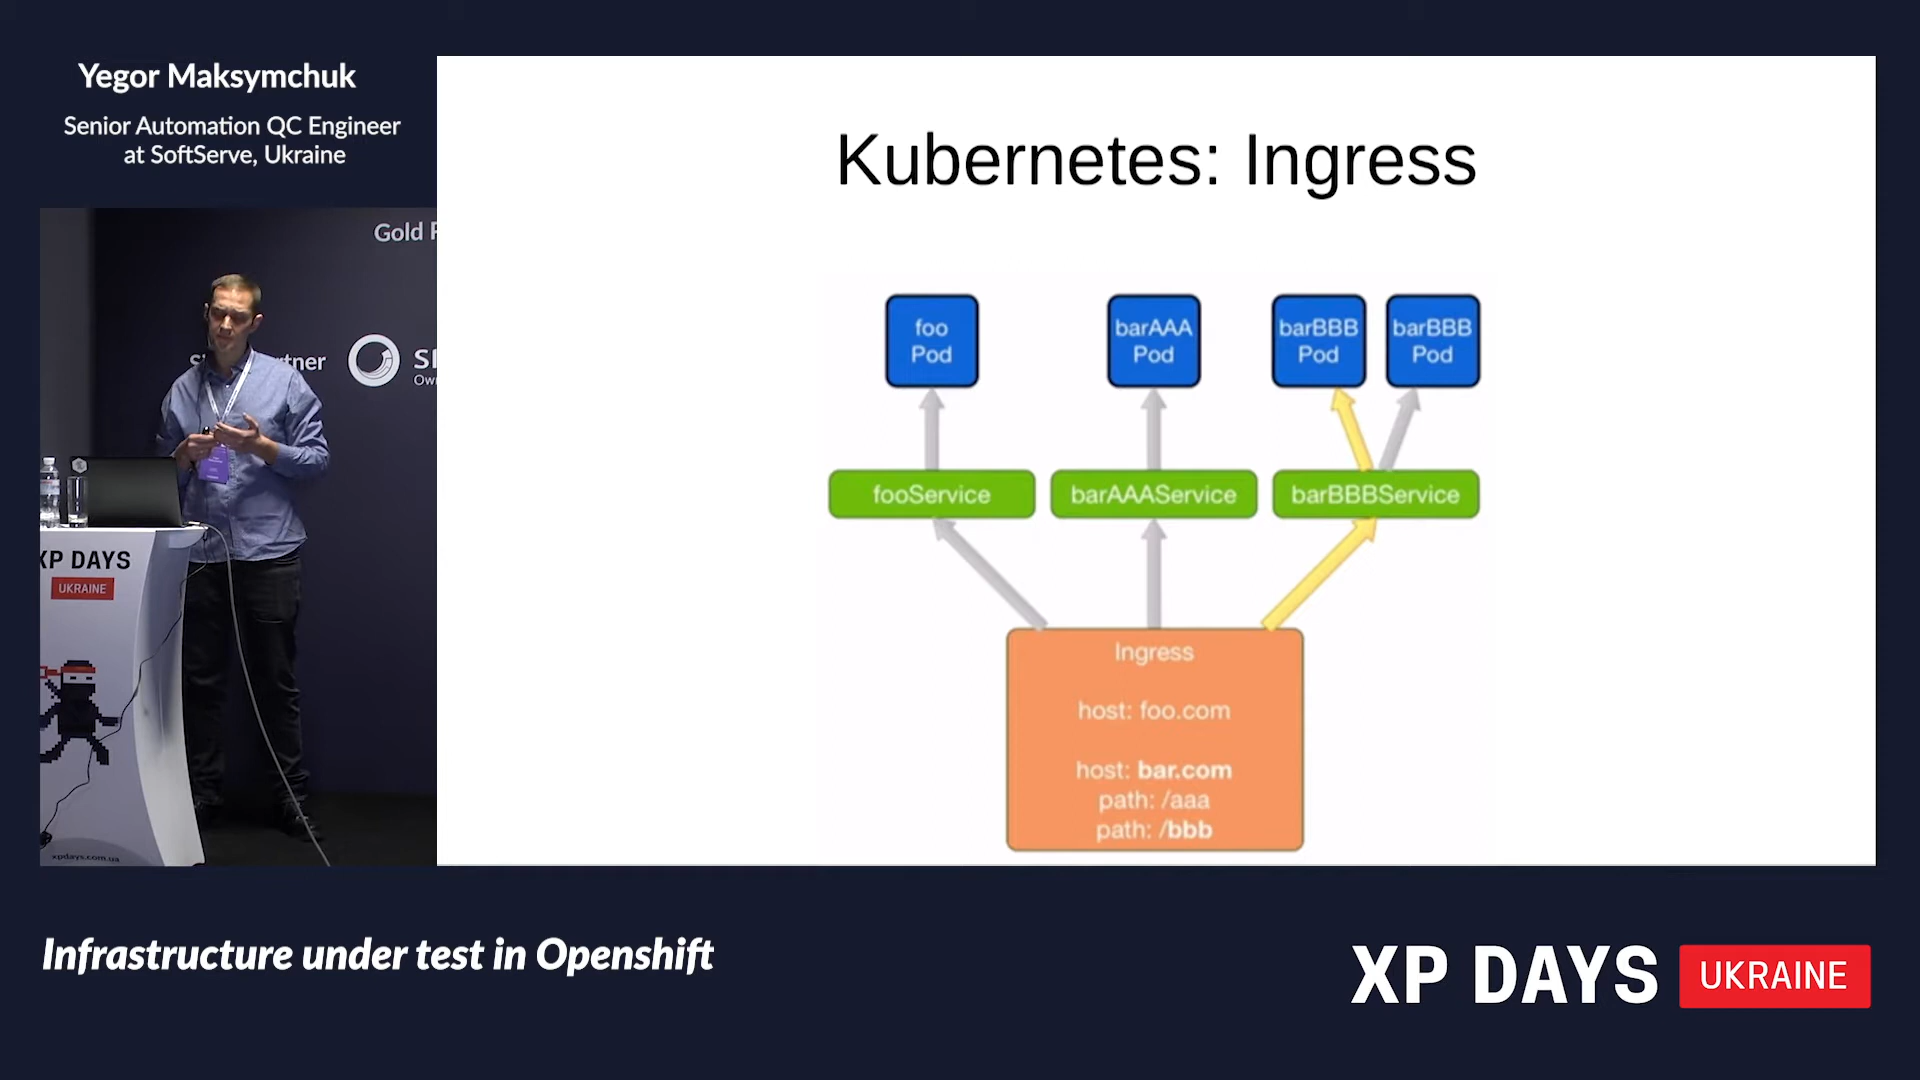 Yegor Maksymchuk
Senior Automation QC Engineer
at SoftServe, Ukraine
Gold
XP DAYS
UKRAINE
xpdays.com.ua
Kubernetes: Ingress
foo
Pod
barAAA
Pod
barBBB
Pod
barBBB
Pod
fooService
barAAAService
barBBBService
Ingress
host: foo.com
host: bar.com
path: /aaa
path: /bbb
Infrastructure under test in Openshift
XP DAYS
UKRAINE